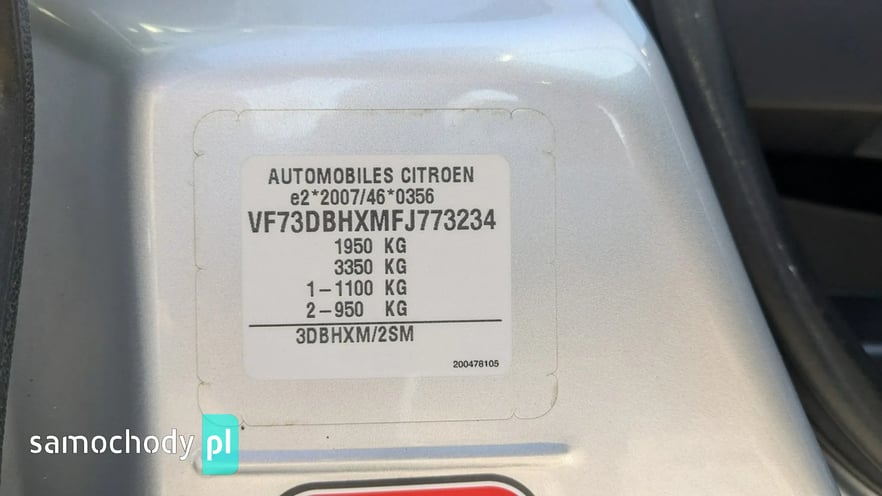 AUTOMOBILES CITROEN
e2*2007/46*0356
VF73DBHXMFJ773234
1950 KG
3350 KG
1-1100 KG
2-950 KG
3DBHXM/2SM
200478105
samochody pl